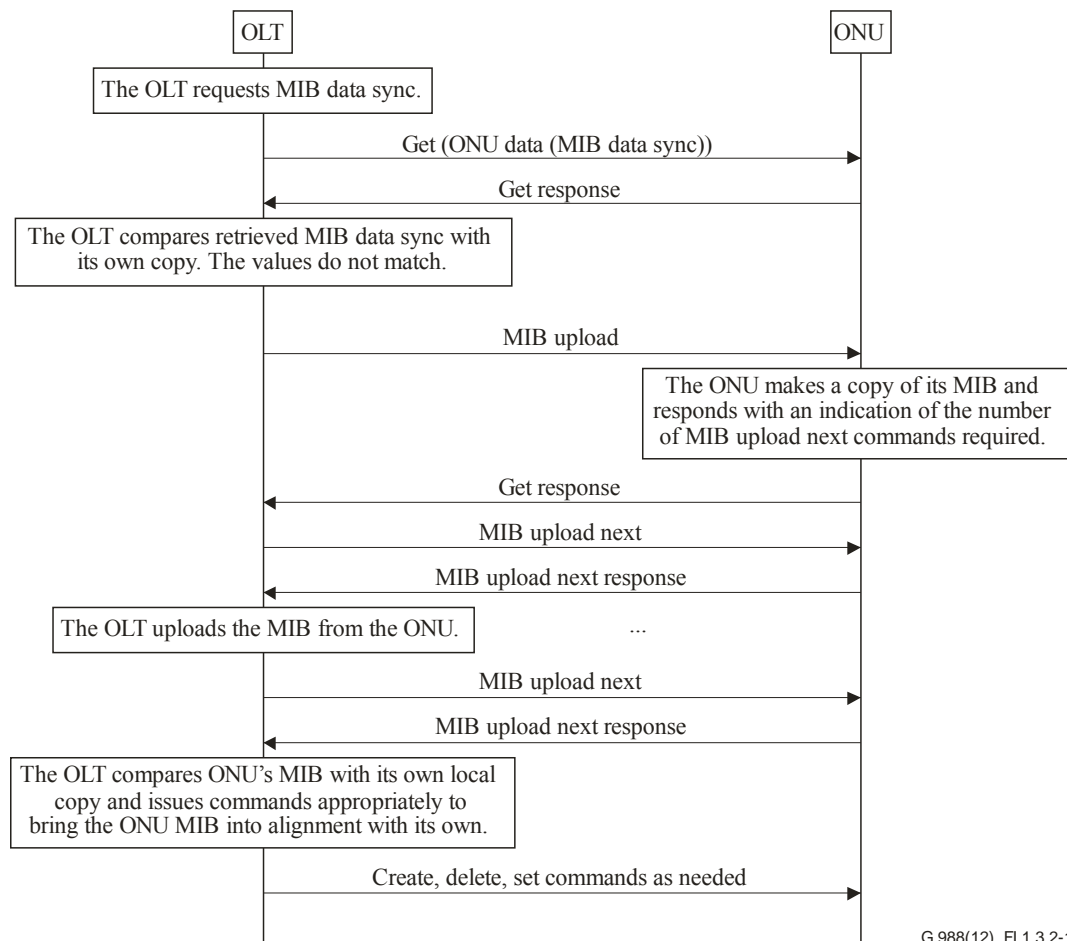 OLT
ONU
The OLT requests MIB data sync.
Get (ONU data (MIB data sync))
Get response
The OLT compares retrieved MIB data sync with
its own copy. The values do not match.
MIB upload
The ONU makes a copy of its MIB and
responds with an indication of the number
of MIB upload next commands required.
Get response
MIB upload next
MIB upload next response
The OLT uploads the MIB from the ONU.
...
MIB upload next
MIB upload next response
The OLT compares ONU's MIB with its own local
copy and issues commands appropriately to
bring the ONU MIB into alignment with its own.
Create, delete, set commands as needed